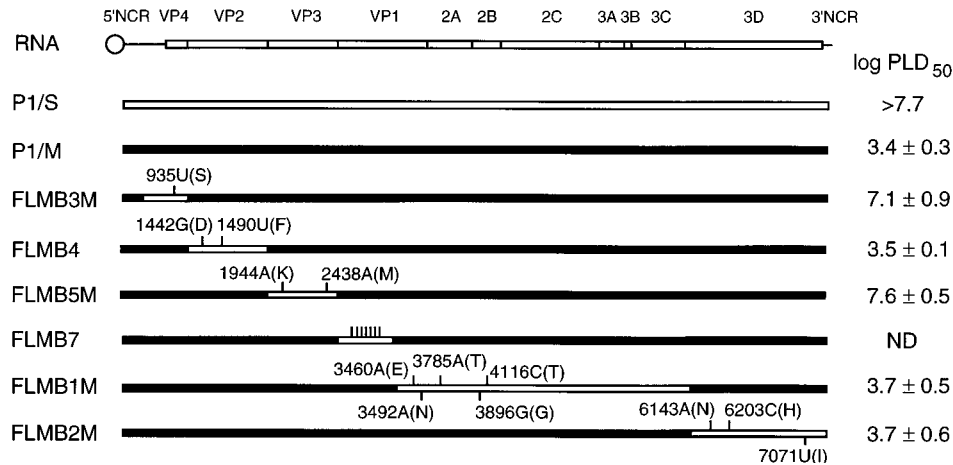 5'NCR VP4 VP2 VP3 VP1 2A 2B 2C 3A 3B 3C 3D 3'NCR
RNA
log PLD50
P1/S >7.7
P1/M 3.4 ± 0.3
935U(S)
FLMB3M 7.1 ± 0.9
1442G(D) 1490U(F)
FLMB4 3.5 ± 0.1
1944A(K) 2438A(M)
FLMB5M 7.6 ± 0.5
FLMB7 ND
3460A(E) 3785A(T) 4116C(T)
FLMB1M 3.7 ± 0.5
3492A(N) 3896G(G) 6143A(N) 6203C(H)
FLMB2M 3.7 ± 0.6
7071U(I)